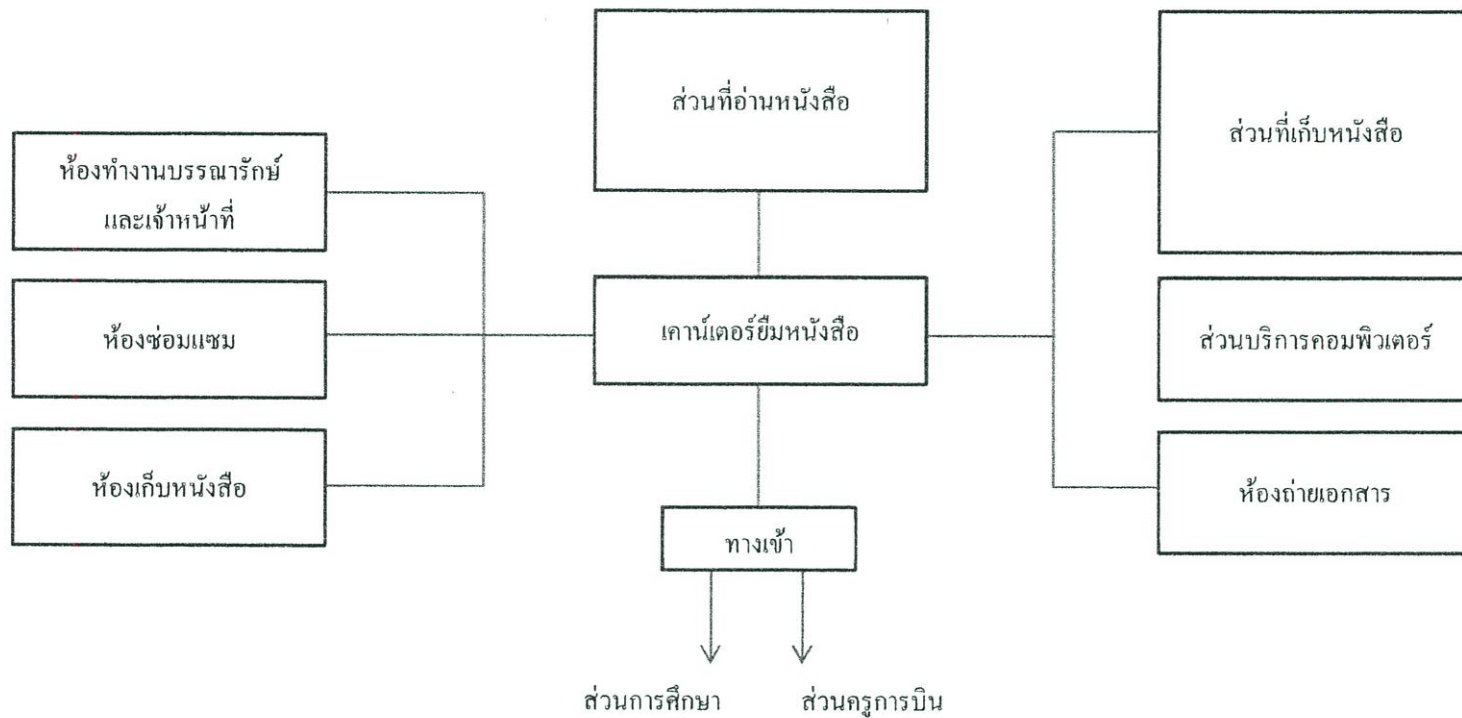 ส่วนที่อ่านหนังสือ
ส่วนที่เก็บหนังสือ
ห้องทำงานบรรณารักษ์
และเจ้าหน้าที่
ห้องซ่อมแซม
เคาน์เตอร์ยืมหนังสือ
ส่วนบริการคอมพิวเตอร์
ห้องเก็บหนังสือ
ห้องถ่ายเอกสาร
ทางเข้า
ส่วนการศึกษา
ส่วนครูการบิน